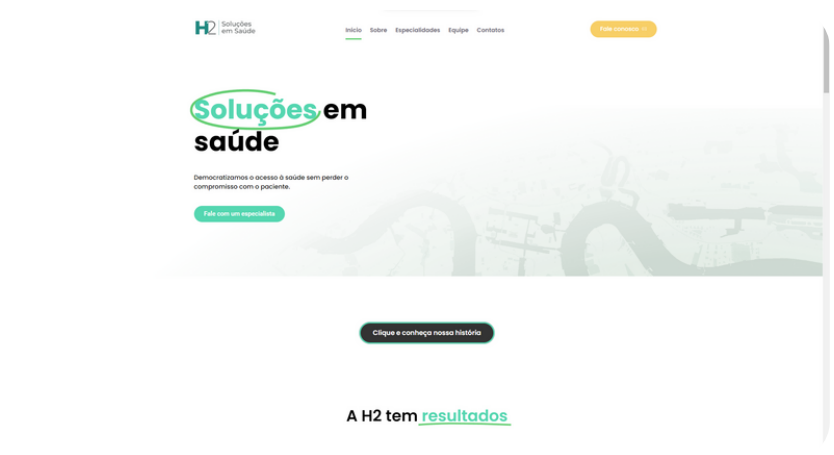 H2 Soluções
em Saúde
Início Sobre Especialidades Equipe Contatos
Fale conosco
Soluções em
saúde
Democratizamos o acesso à saúde sem perder o
compromisso com o paciente.
Fale com um especialista
Clique e conheça nossa história
A H2 tem resultados